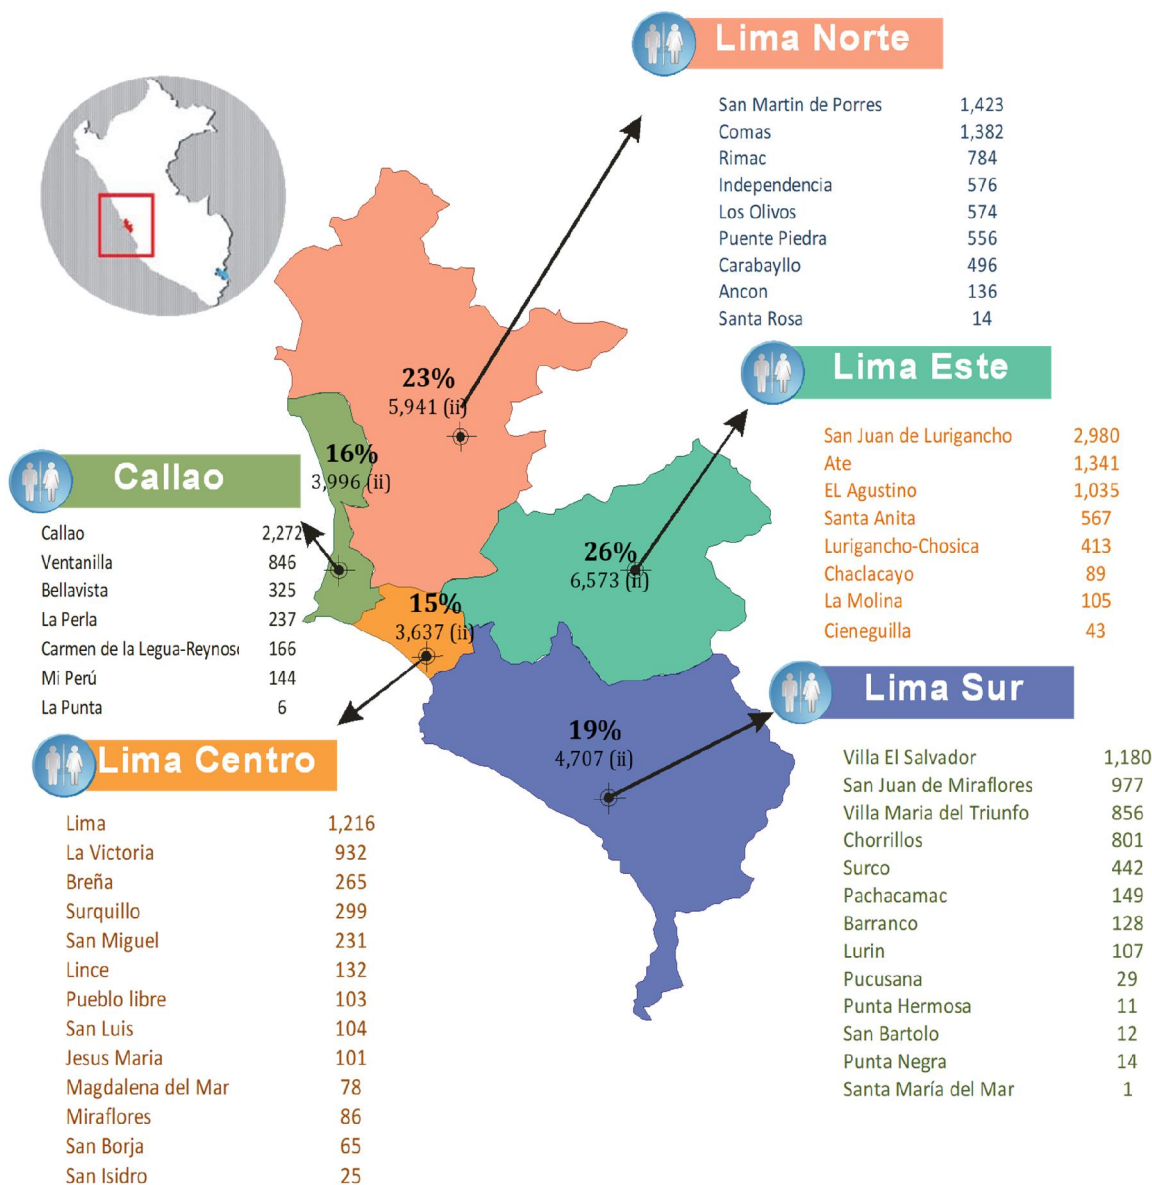 Lima Norte
San Martin de Porres 1,423
Comas 1,382
Rimac 784
Independencia 576
Los Olivos 574
Puente Piedra 556
Carabayllo 496
Ancon 136
Santa Rosa 14
23%
5,941 (ii)
Lima Este
San Juan de Lurigancho 2,980
Ate 1,341
EL Agustino 1,035
Santa Anita 567
Lurigancho-Chosica 413
Chaclacayo 89
La Molina 105
Cieneguilla 43
26%
6,573 (ii)
16%
3,996 (ii)
Callao
Callao 2,272
Ventanilla 846
Bellavista 325
La Perla 237
Carmen de la Legua-Reynoso 166
Mi Perú 144
La Punta 6
15%
3,637 (ii)
Lima Sur
Villa El Salvador 1,180
San Juan de Miraflores 977
Villa Maria del Triunfo 856
Chorrillos 801
Surco 442
Pachacamac 149
Barranco 128
Lurin 107
Pucusana 29
Punta Hermosa 11
San Bartolo 12
Punta Negra 14
Santa María del Mar 1
19%
4,707 (ii)
Lima Centro
Lima 1,216
La Victoria 932
Breña 265
Surquillo 299
San Miguel 231
Lince 132
Pueblo libre 103
San Luis 104
Jesus Maria 101
Magdalena del Mar 78
Miraflores 86
San Borja 65
San Isidro 25